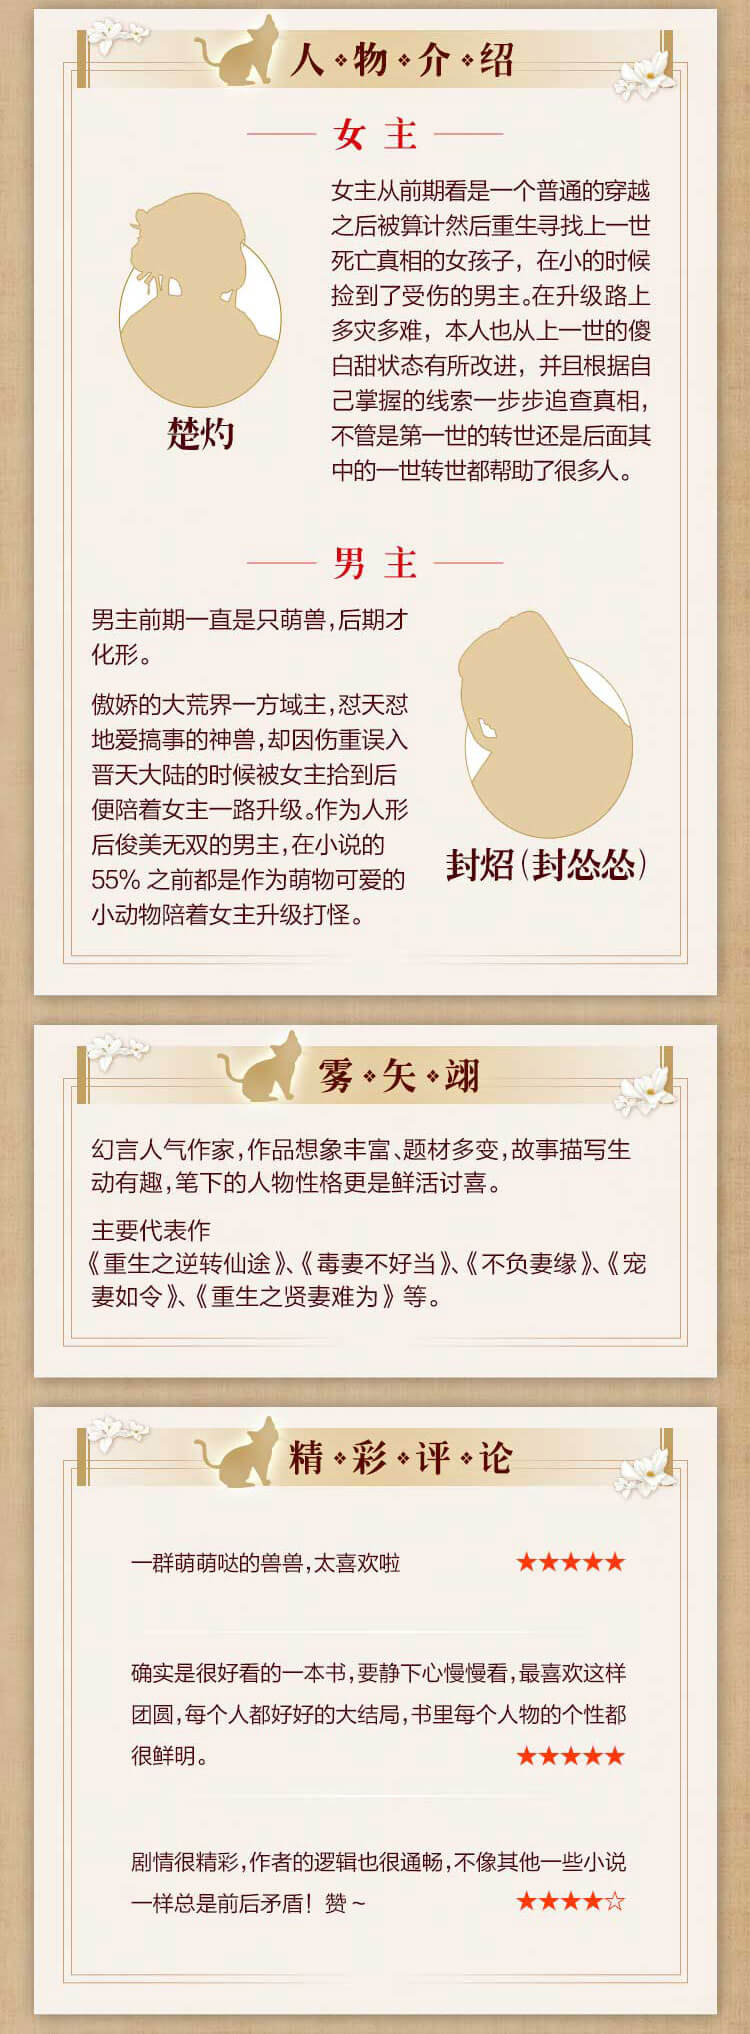 人❖物❖介❖绍
女 主
女主从前期看是一个普通的穿越
之后被算计然后重生寻找上一世
死亡真相的女孩子，在小的时候
捡到了受伤的男主。在升级路上
多灾多难，本人也从上一世的傻
白甜状态有所改进，并且根据自
己掌握的线索一步步追查真相，
不管是第一世的转世还是后面其
中的一世转世都帮助了很多人。
楚灼
男 主
男主前期一直是只萌兽，后期才
化形。
傲娇的大荒界一方域主，怼天怼
地爱搞事的神兽，却因伤重误入
晋天大陆的时候被女主拾到后
便陪着女主一路升级。作为人形
后俊美无双的男主，在小说的
55% 之前都是作为萌物可爱的
小动物陪着女主升级打怪。
封炤（封怂怂）
雾❖矢❖翊
幻言人气作家，作品想象丰富、题材多变，故事描写生
动有趣，笔下的人物性格更是鲜活讨喜。
主要代表作
《重生之逆转仙途》、《毒妻不好当》、《不负妻缘》、《宠
妻如令》、《重生之贤妻难为》等。
精❖彩❖评❖论
一群萌萌哒的兽兽，太喜欢啦 ★★★★★
确实是很好看的一本书，要静下心慢慢看，最喜欢这样
团圆，每个人都好好的大结局，书里每个人物的个性都
很鲜明。 ★★★★★
剧情很精彩，作者的逻辑也很通畅，不像其他一些小说
一样总是前后矛盾！赞～ ★★★★☆